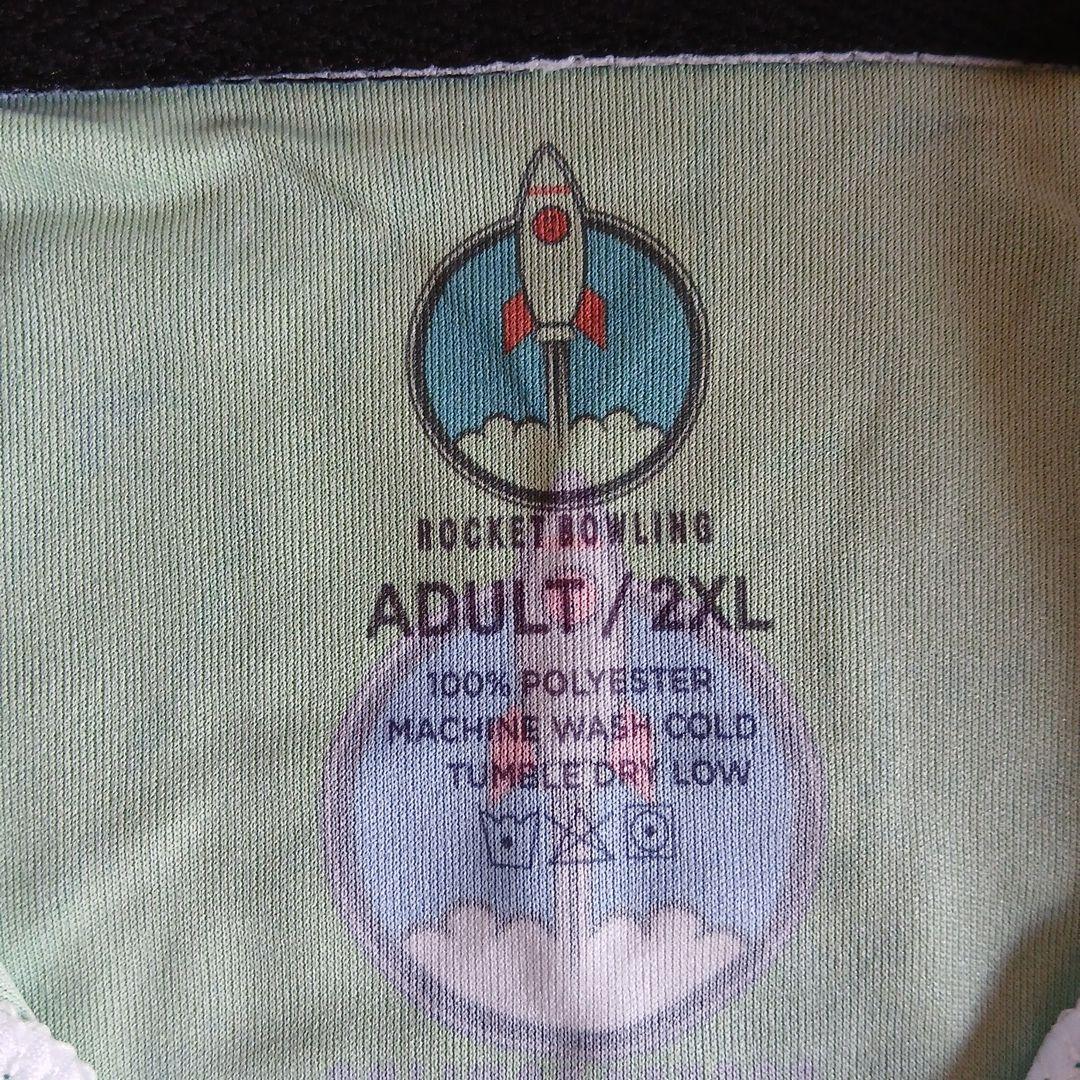 ROCKET BOWLING
ADULT / 2XL
100% POLYESTER
MACHINE WASH COLD
TUMBLE DRY LOW